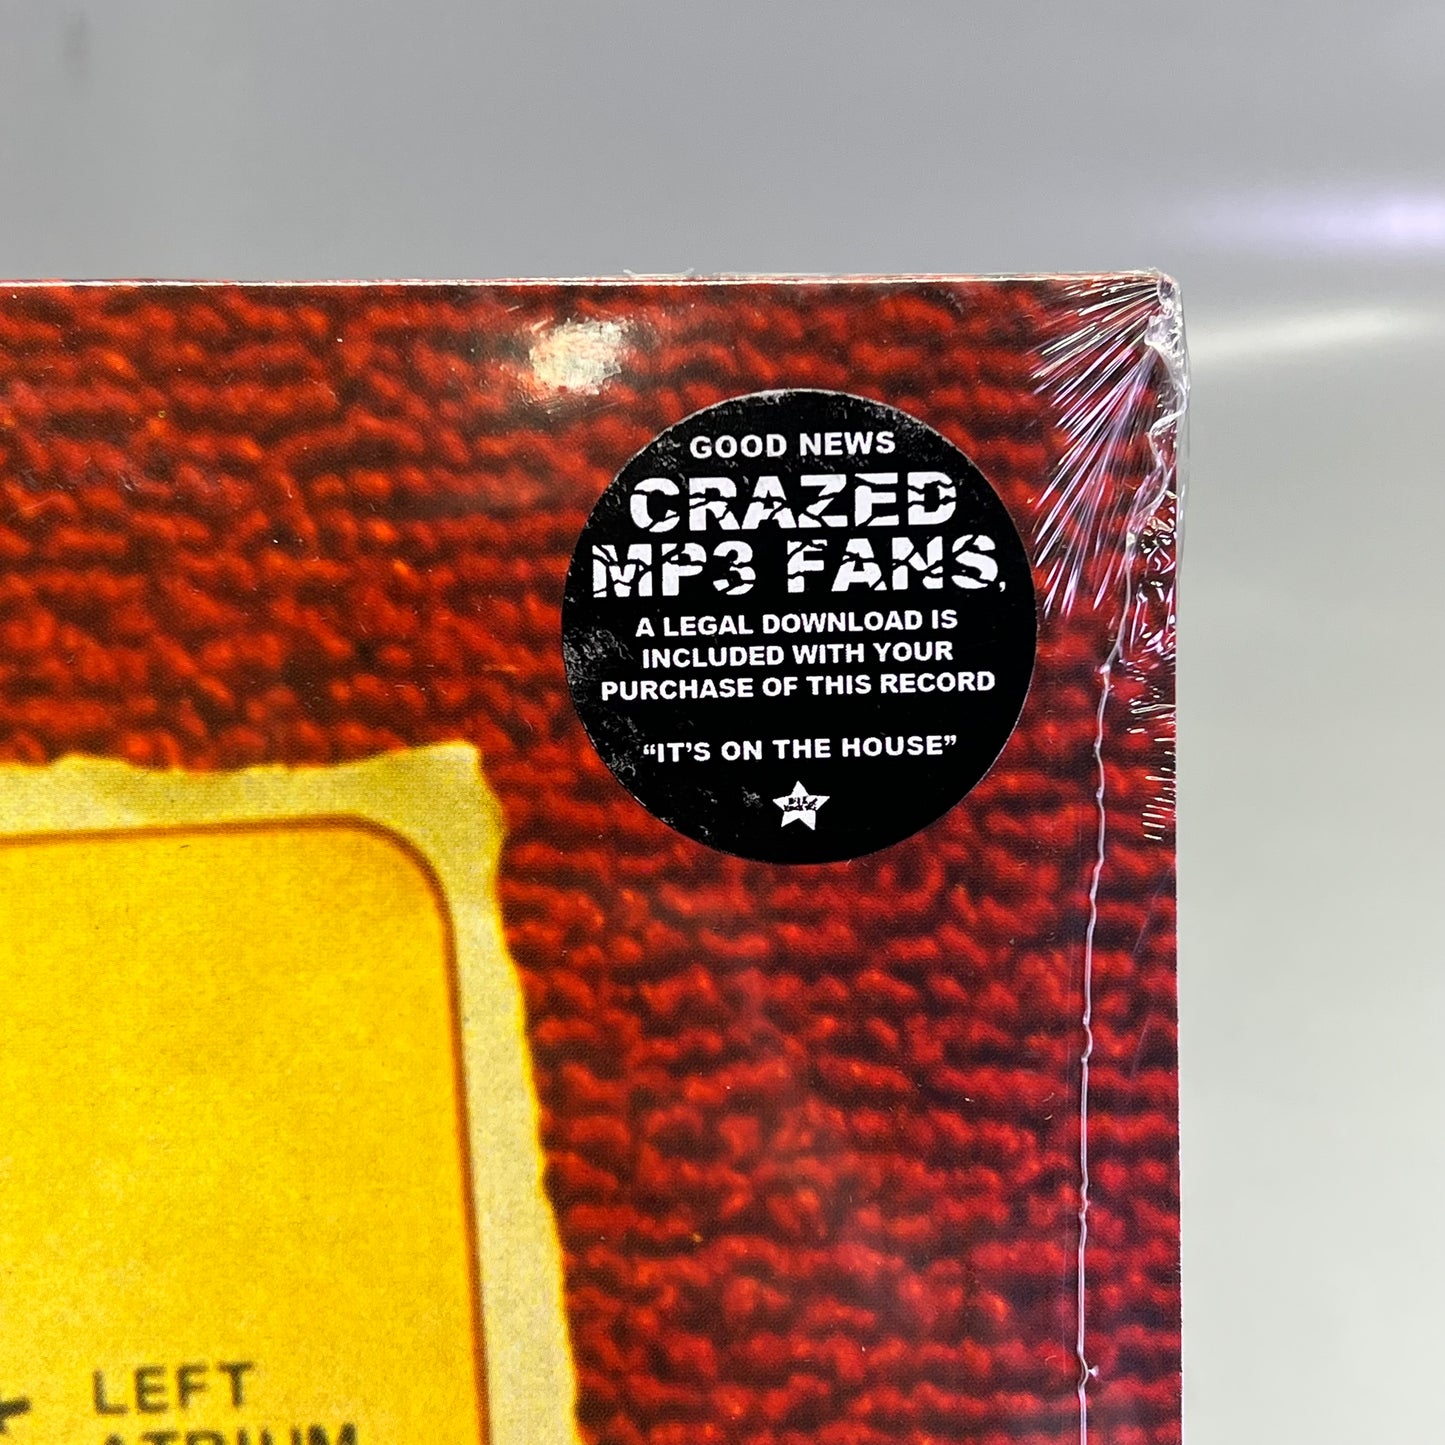 GOOD NEWS
CRAZED
MP3 FANS,
A LEGAL DOWNLOAD IS
INCLUDED WITH YOUR
PURCHASE OF THIS RECORD
“IT’S ON THE HOUSE”
LEFT
ATRIUM